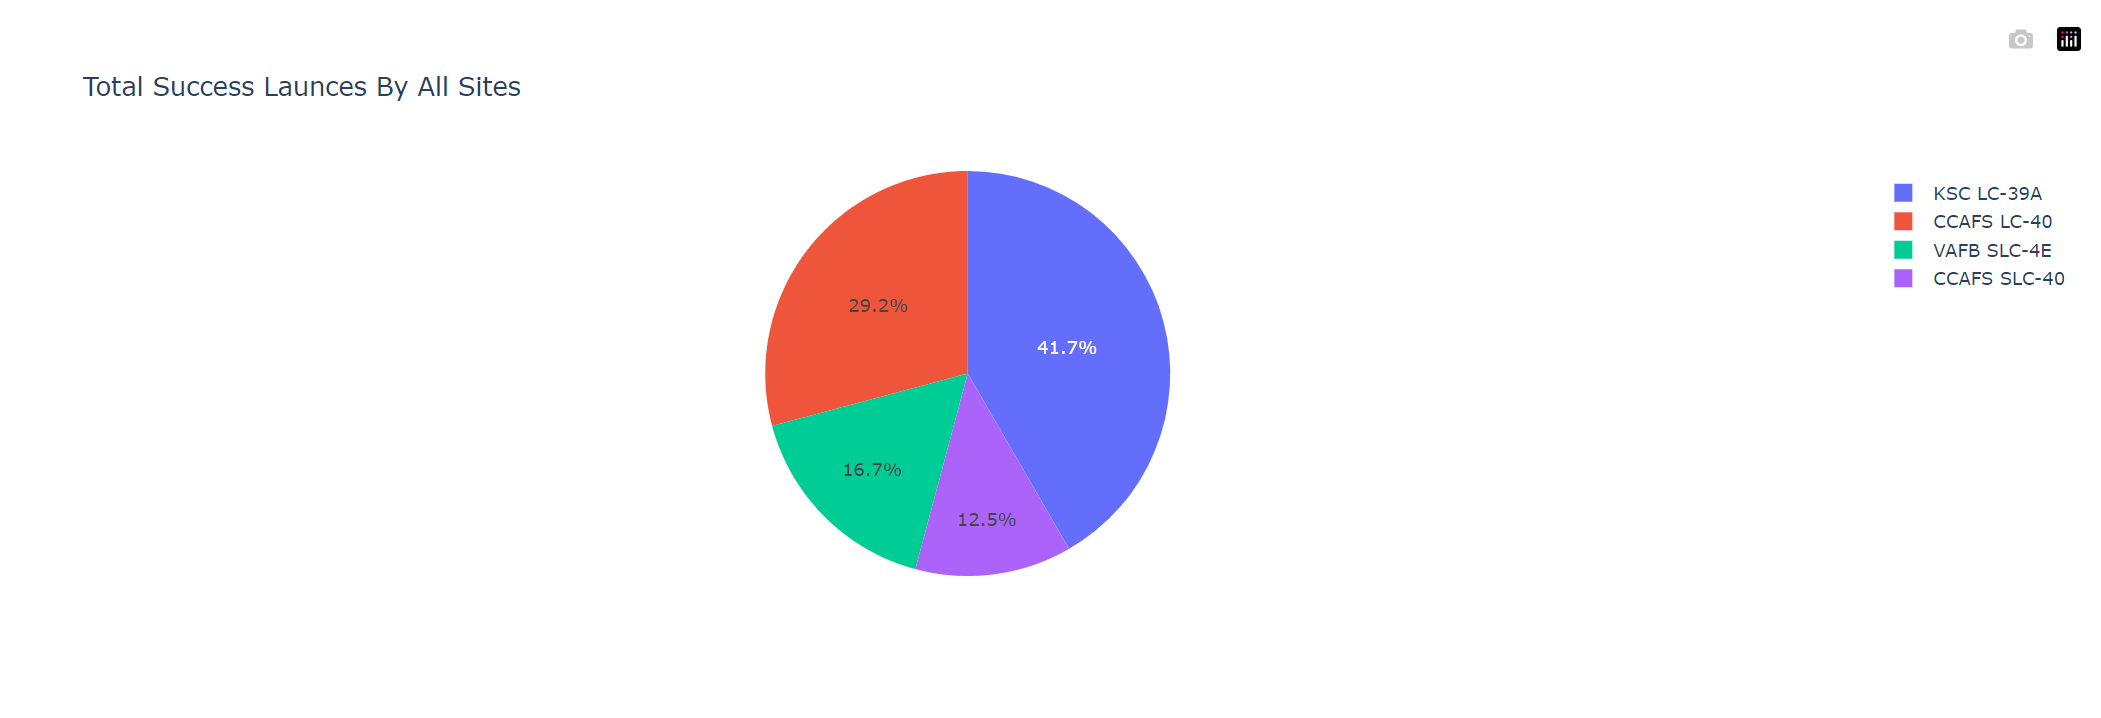 Total Success Launces By All Sites
KSC LC-39A
CCAFS LC-40
VAFB SLC-4E
CCAFS SLC-40
29.2%
41.7%
16.7%
12.5%